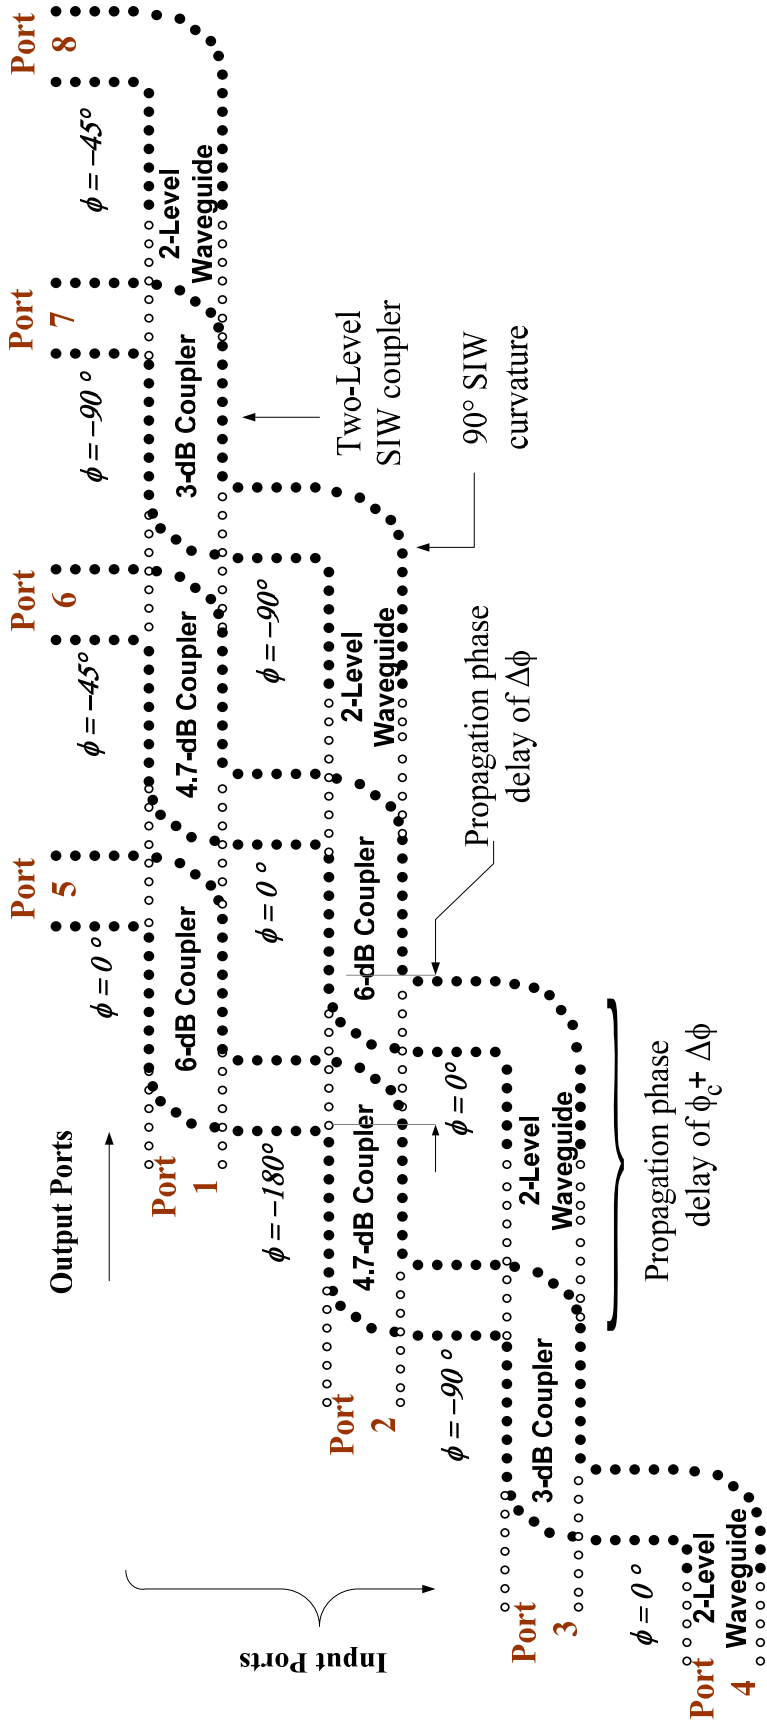 Output Ports
Input Ports
Port
5
Port
6
Port
7
Port
8
ϕ = 0°
ϕ = −45°
ϕ = −90°
ϕ = −45°
Port
1
6-dB Coupler
4.7-dB Coupler
3-dB Coupler
2-Level
Waveguide
ϕ = −180°
ϕ = 0°
ϕ = −90°
Two-Level
SIW coupler
Port
2
4.7-dB Coupler
6-dB Coupler
2-Level
Waveguide
90° SIW
curvature
ϕ = −90°
ϕ = 0°
Propagation phase
delay of Δϕ
Port
3
3-dB Coupler
2-Level
Waveguide
Propagation phase
delay of ϕc + Δϕ
ϕ = 0°
Port
4
2-Level
Waveguide